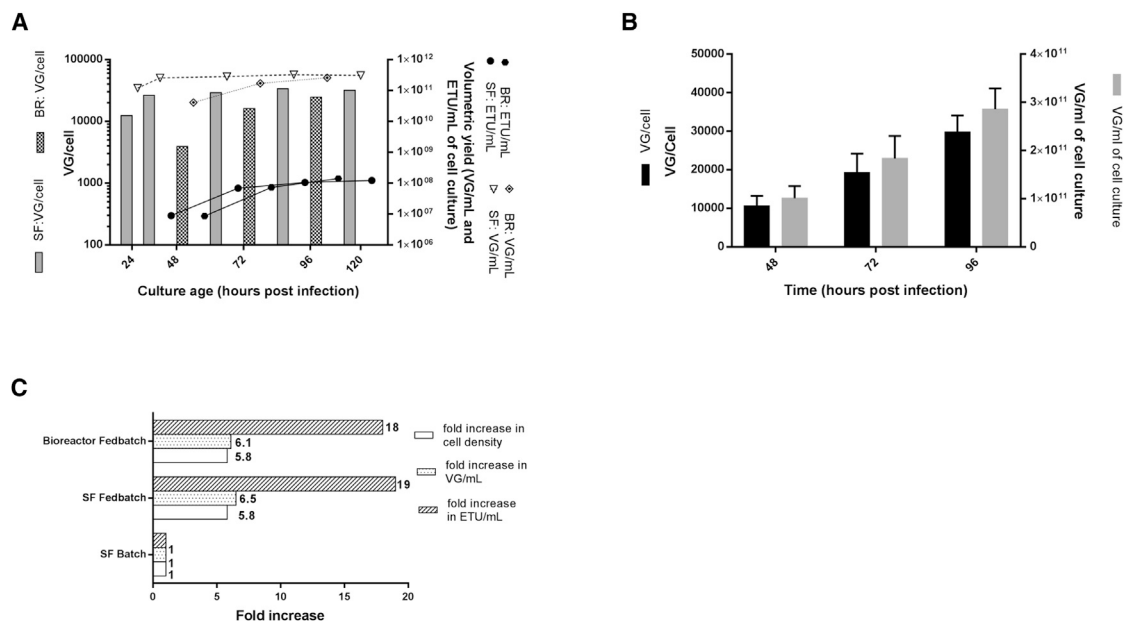 A
SF:VG/cell
BR: VG/cell
VG/cell
100000
10000
1000
100
1×10¹²
1×10¹¹
1×10¹⁰
1×10⁰⁹
1×10⁰⁸
1×10⁰⁷
1×10⁰⁶
24
48
72
96
120
Culture age (hours post infection)
Volumetric yield (VG/mL and
ETU/mL of cell culture)
SF: VG/mL
BR: VG/mL
SF: ETU/mL
BR: ETU/mL
B
VG/cell
VG/Cell
50000
40000
30000
20000
10000
0
4×10¹¹
3×10¹¹
2×10¹¹
1×10¹¹
0
48
72
96
Time (hours post infection)
VG/ml of cell culture
VG/ml of cell culture
C
Bioreactor Fedbatch
18
6.1
5.8
SF Fedbatch
19
6.5
5.8
SF Batch
1
1
1
0
5
10
15
20
Fold increase
fold increase in
cell density
fold increase in
VG/mL
fold increase
in ETU/mL